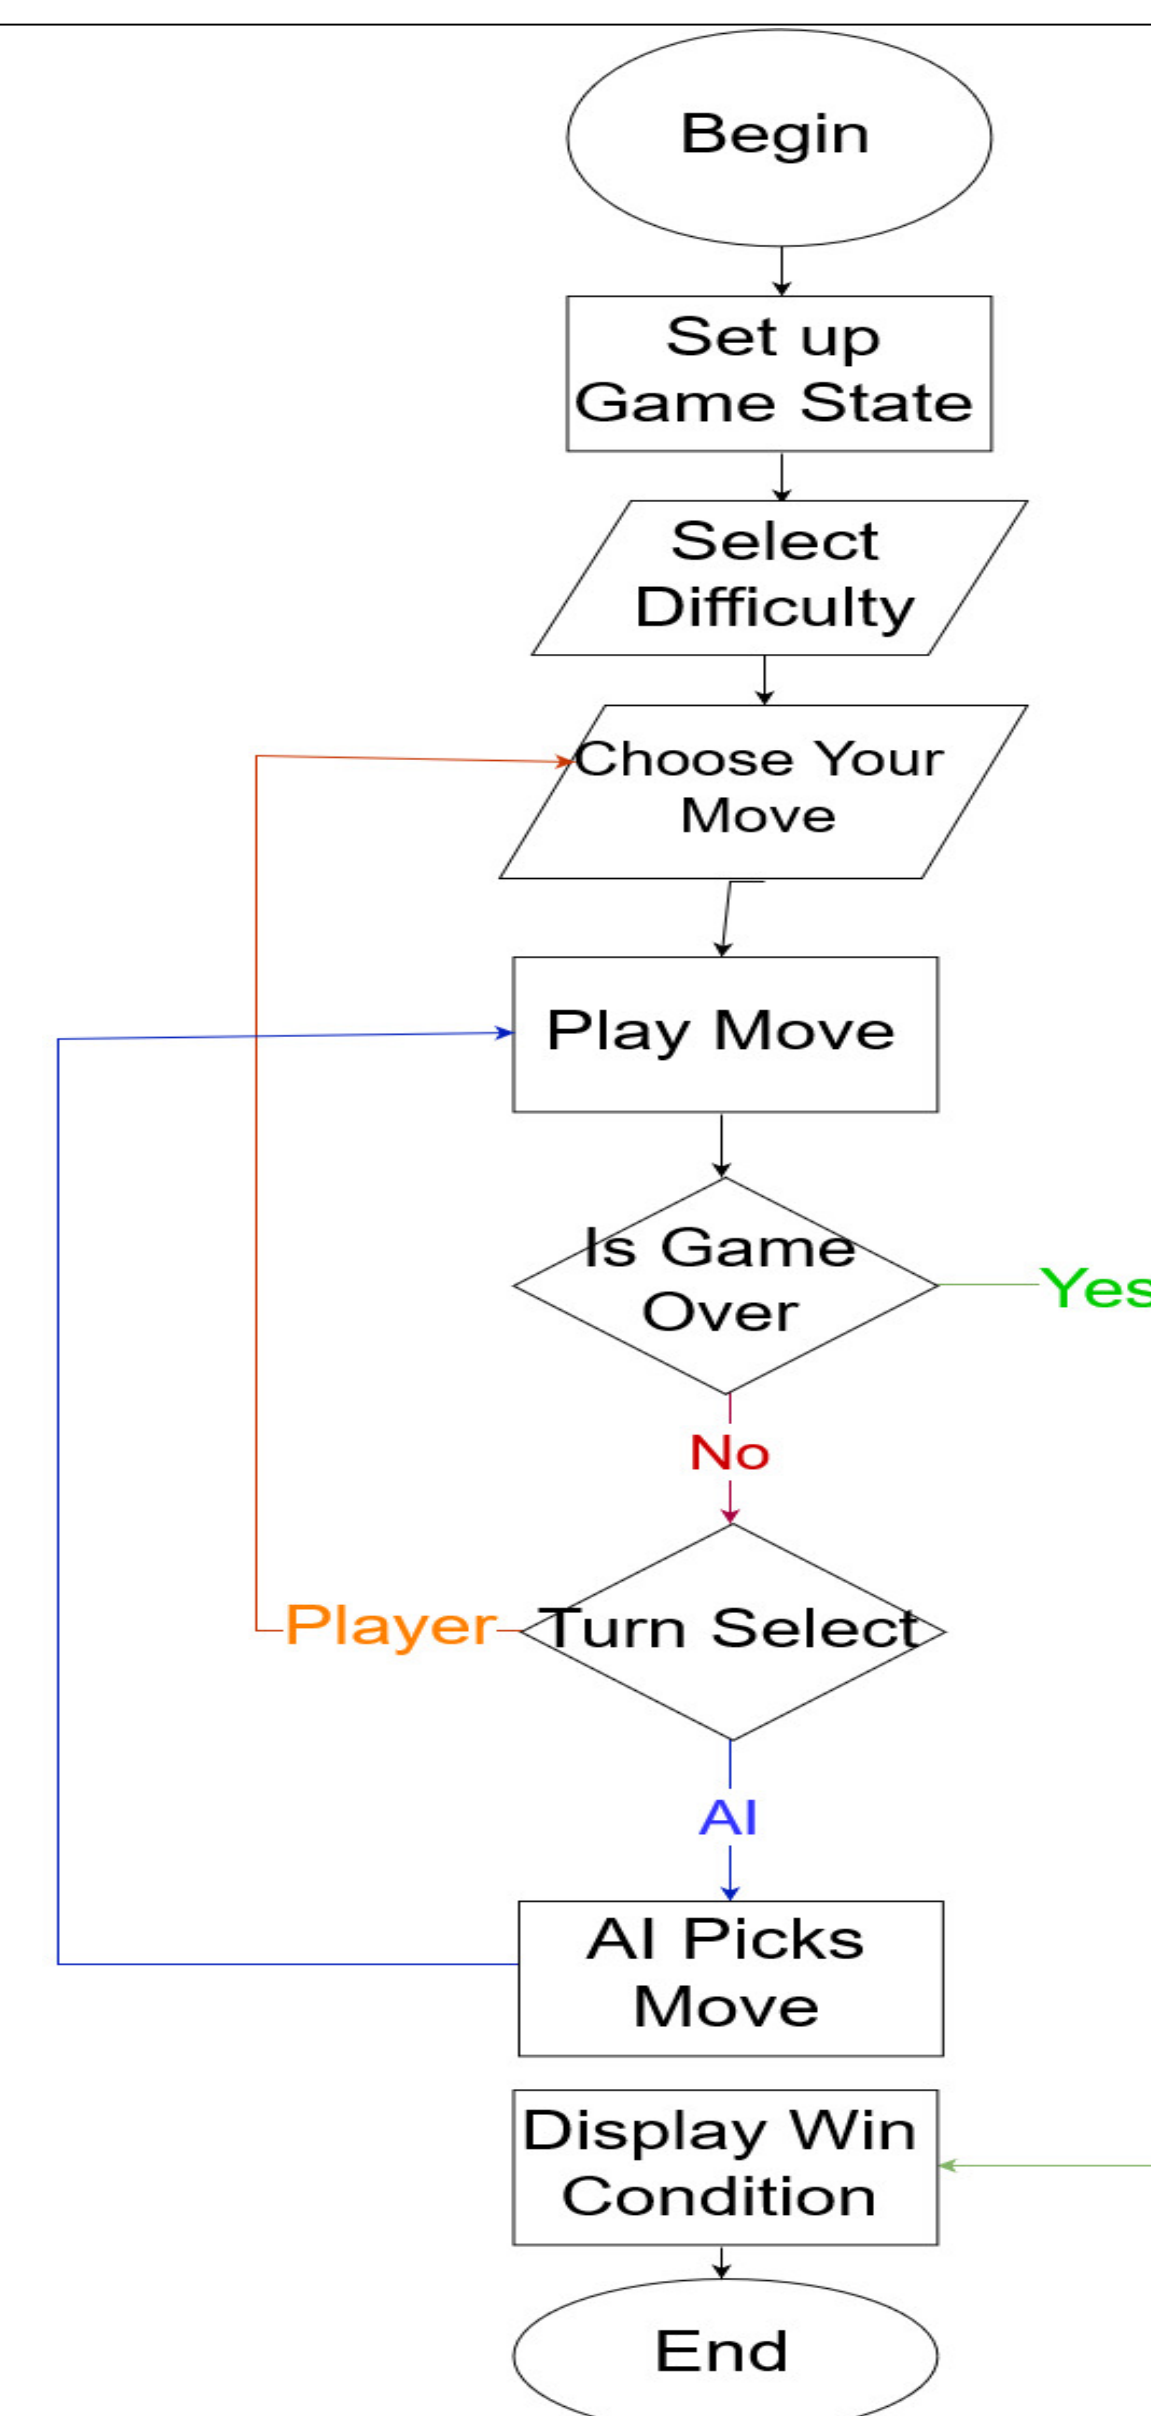 Begin
Set up
Game State
Select
Difficulty
Choose Your
Move
Play Move
Is Game
Over
Yes
No
Player
Turn Select
AI
AI Picks
Move
Display Win
Condition
End